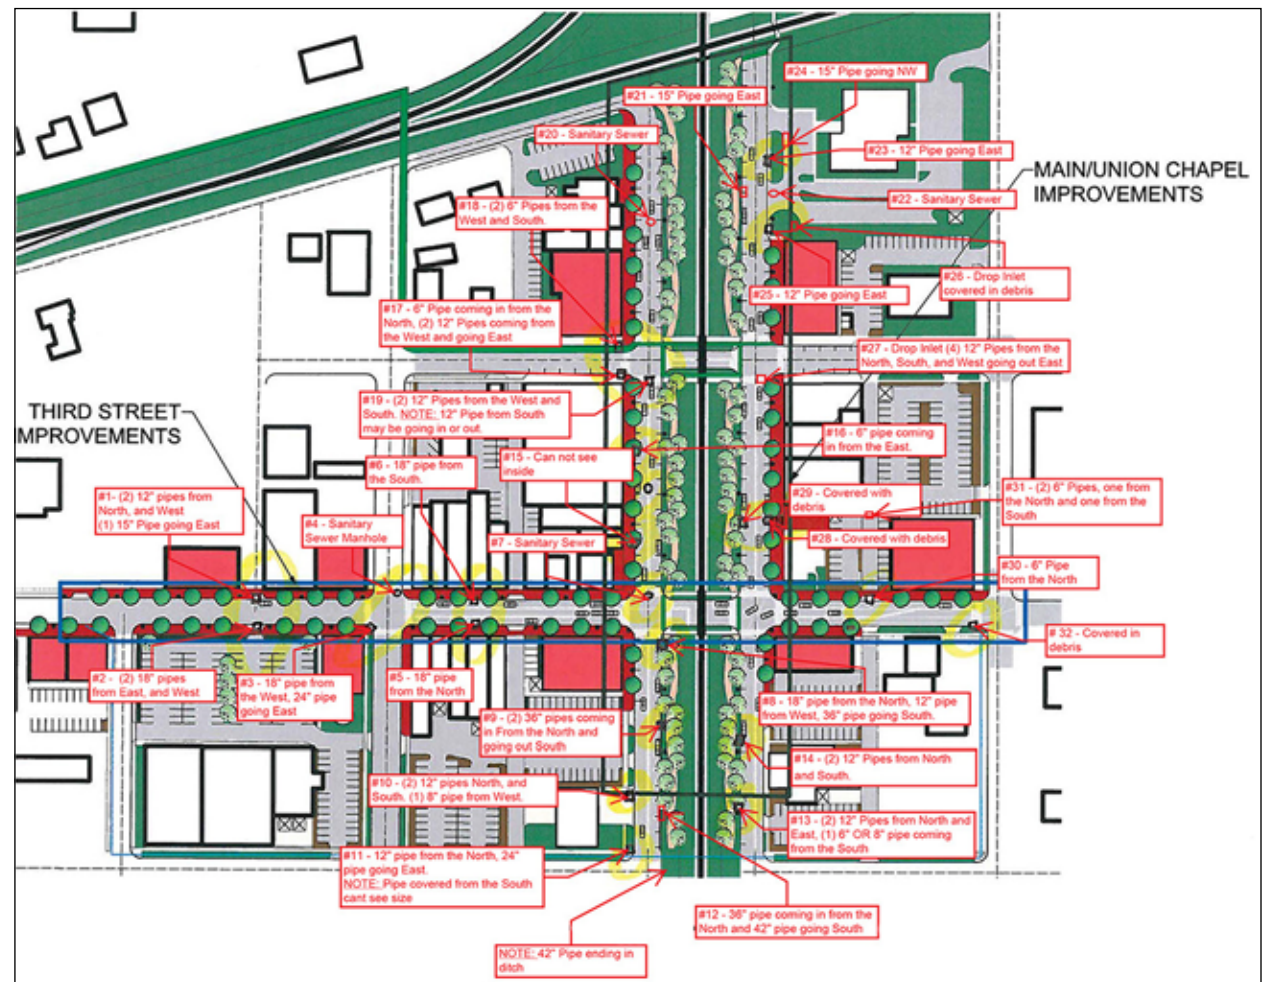 #24 - 15" Pipe going NW
#21 - 15" Pipe going East
#20 - Sanitary Sewer
#23 - 12" Pipe going East
MAIN/UNION CHAPEL
IMPROVEMENTS
#22 - Sanitary Sewer
#18 - (2) 6" Pipes from the
West and South.
#26 - Drop Inlet
covered in debris
#25 - 12" Pipe going East
#17 - 6" Pipe coming in from the
North, (2) 12" Pipes coming from
the West and going East
#27 - Drop Inlet (4) 12" Pipes from the
North, South, and West going out East
THIRD STREET
IMPROVEMENTS
#19 - (2) 12" Pipes from the West and
South. NOTE: 12" Pipe from South
may be going in or out.
#16 - 6" pipe coming
in from the East.
#15 - Can not see
inside
#6 - 18" pipe from
the South.
#1- (2) 12" pipes from
North, and West
(1) 15" Pipe going East
#4 - Sanitary
Sewer Manhole
#29 - Covered with
debris
#31 - (2) 6" Pipes, one from
the North and one from the
South
#7 - Sanitary Sewer
#28 - Covered with debris
#30 - 6" Pipe
from the North
# 32 - Covered in
debris
#2 - (2) 18" pipes
from East, and West
#3 - 18" pipe from
the West, 24" pipe
going East
#5 - 18" pipe
from the North
#8 - 18" pipe from the North, 12" pipe
from West, 36" pipe going South.
#9 - (2) 36" pipes coming
in From the North and
going out South
#14 - (2) 12" Pipes from North
and South.
#10 - (2) 12" pipes North, and
South. (1) 8" pipe from West.
#13 - (2) 12" Pipes from North and
East, (1) 6" OR 8" pipe coming
from the South
#11 - 12" pipe from the North, 24"
pipe going East.
NOTE: Pipe covered from the South
cant see size
#12 - 36" pipe coming in from the
North and 42" pipe going South
NOTE: 42" Pipe ending in
ditch